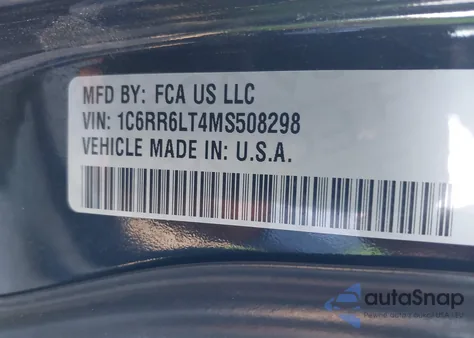 MFD BY: FCA US LLC
VIN: 1C6RR6LT4MS508298
VEHICLE MADE IN: U.S.A.
autoSnap